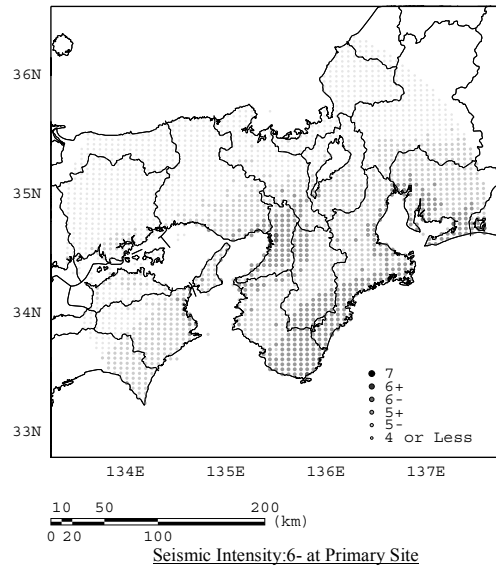 36N
35N
34N
33N
7
6+
6-
5+
5-
4 or Less
134E 135E 136E 137E
10 50 200
(km)
0 20 100
Seismic Intensity:6- at Primary Site